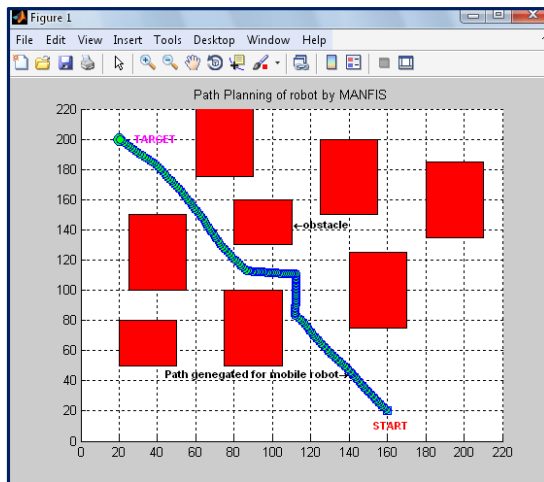 Figure 1
File Edit View Insert Tools Desktop Window Help
Path Planning of robot by MANFIS
220
200
180
160
140
120
100
80
60
40
20
0
TARGET
←obstacle
Path genegated for mobile robot→
START
0 20 40 60 80 100 120 140 160 180 200 220